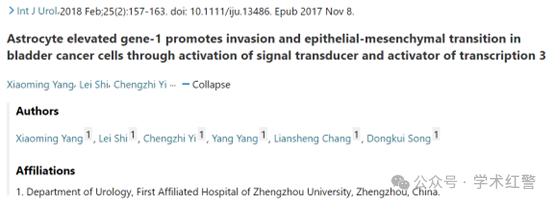 Int J Urol. 2018 Feb;25(2):157-163. doi: 10.1111/iju.13486. Epub 2017 Nov 8.
Astrocyte elevated gene-1 promotes invasion and epithelial-mesenchymal transition in
bladder cancer cells through activation of signal transducer and activator of transcription 3
Xiaoming Yang, Lei Shi, Chengzhi Yi ... — Collapse
Authors
Xiaoming Yang 1, Lei Shi 1, Chengzhi Yi 1, Yang Yang 1, Liansheng Chang 1, Dongkui Song 1
Affiliations
1. Department of Urology, First Affiliated Hospital of Zhengzhou University, Zhengzhou, China.
公众号 · 学术红警